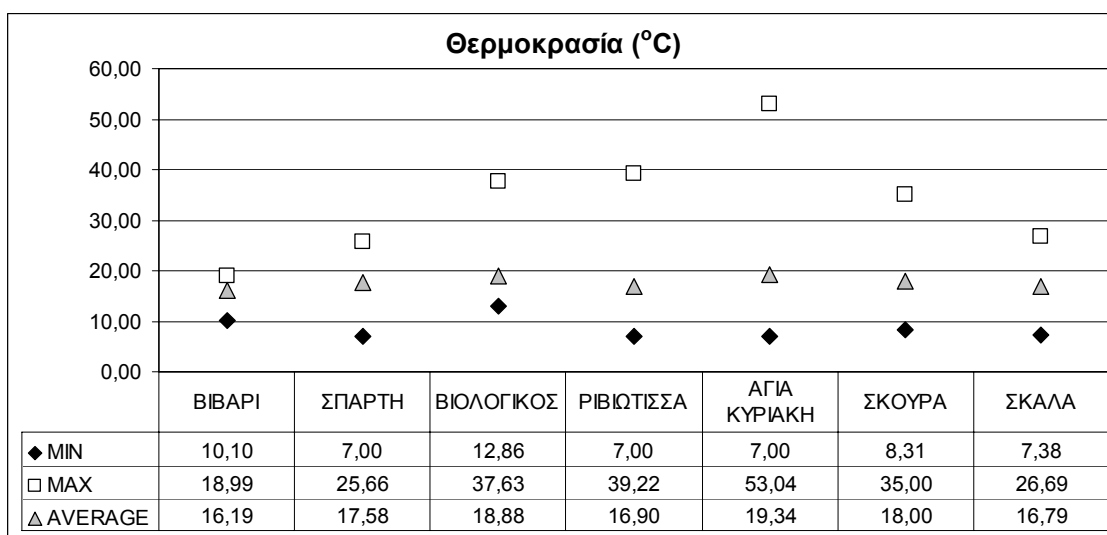 Θερμοκρασία (°C)
60,00
50,00
40,00
30,00
20,00
10,00
0,00
ΒΙΒΑΡΙ ΣΠΑΡΤΗ ΒΙΟΛΟΓΙΚΟΣ ΡΙΒΙΩΤΙΣΣΑ ΑΓΙΑ ΚΥΡΙΑΚΗ ΣΚΟΥΡΑ ΣΚΑΛΑ
MIN 10,10 7,00 12,86 7,00 7,00 8,31 7,38
MAX 18,99 25,66 37,63 39,22 53,04 35,00 26,69
AVERAGE 16,19 17,58 18,88 16,90 19,34 18,00 16,79